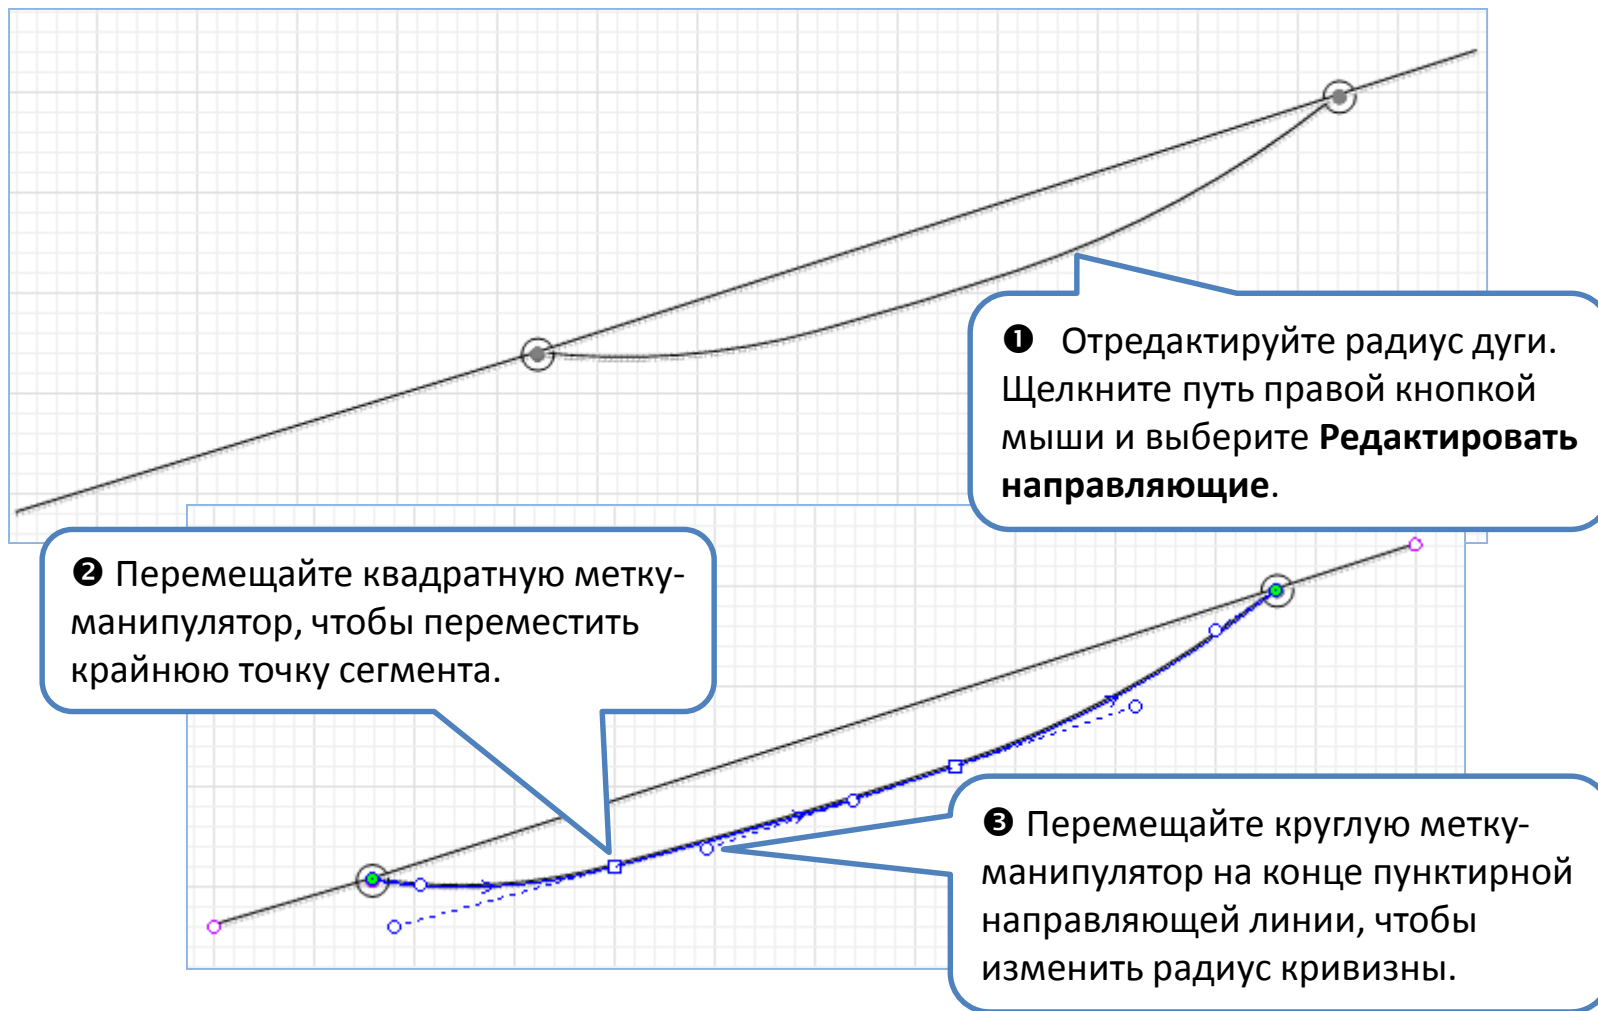 ❶ Отредактируйте радиус дуги.
Щелкните путь правой кнопкой
мыши и выберите Редактировать
направляющие.
❷ Перемещайте квадратную метку-
манипулятор, чтобы переместить
крайнюю точку сегмента.
❸ Перемещайте круглую метку-
манипулятор на конце пунктирной
направляющей линии, чтобы
изменить радиус кривизны.